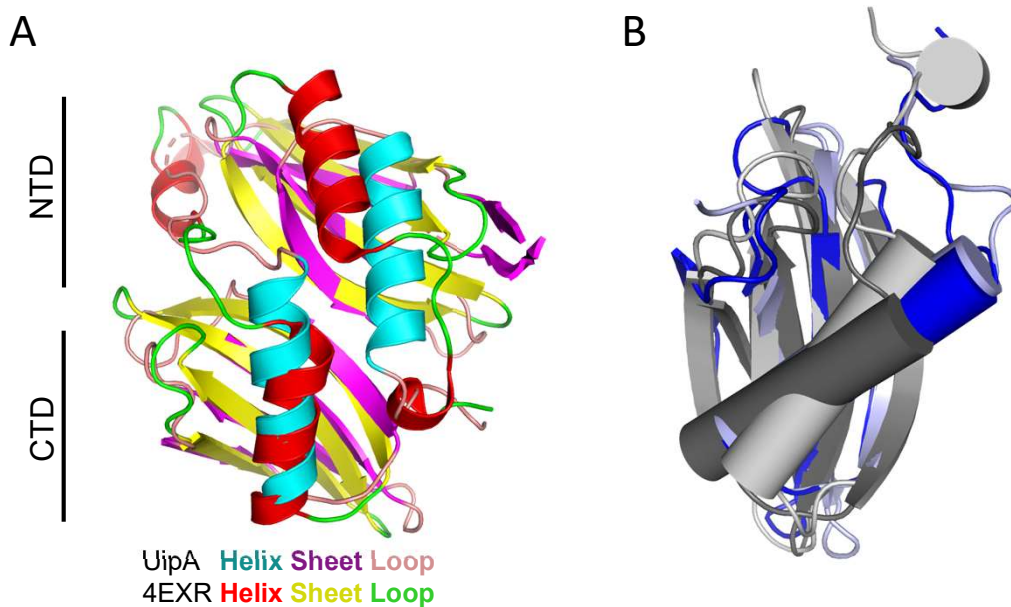 A
B
NTD
CTD
UipA Helix Sheet Loop
4EXR Helix Sheet Loop